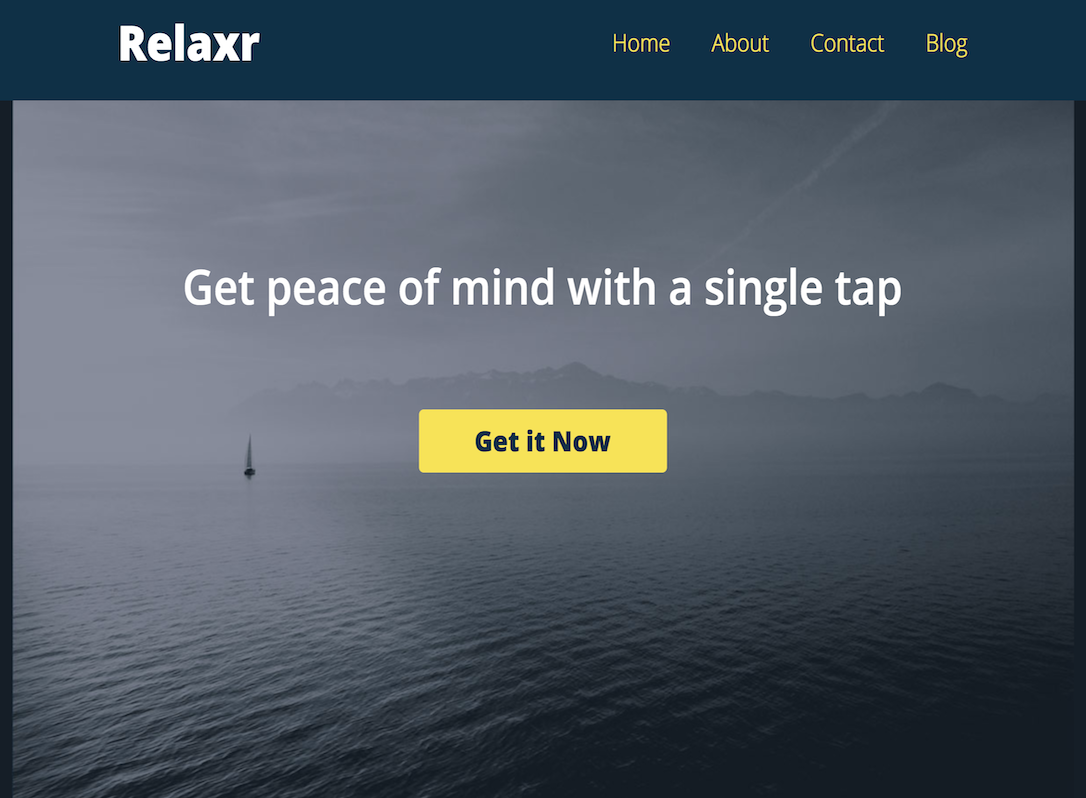 Relaxr
Home About Contact Blog
Get peace of mind with a single tap
Get it Now